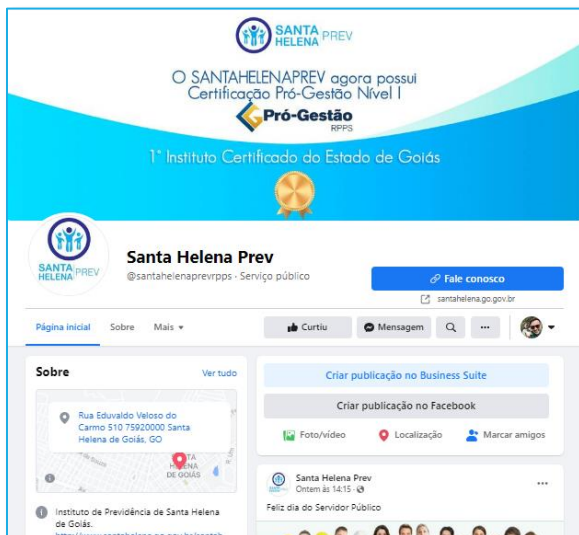 SANTA
HELENA PREV
O SANTAHELENAPREV agora possui
Certificação Pró-Gestão Nível I
Pró-Gestão
RPPS
1° Instituto Certificado do Estado de Goiás
SANTA
HELENA PREV
Santa Helena Prev
@santahelenaprevrpps · Serviço público
Fale conosco
santahelena.go.gov.br
Página inicial Sobre Mais
Curtiu Mensagem
Sobre Ver tudo
Rua Eduvaldo Veloso do
Carmo 510 75920000 Santa
Helena de Goiás, GO
DE GOIÁS
Instituto de Previdência de Santa Helena
de Goiás.
Criar publicação no Business Suite
Criar publicação no Facebook
Foto/vídeo Localização Marcar amigos
Santa Helena Prev
Ontem às 14:15 ·
Feliz dia do Servidor Público